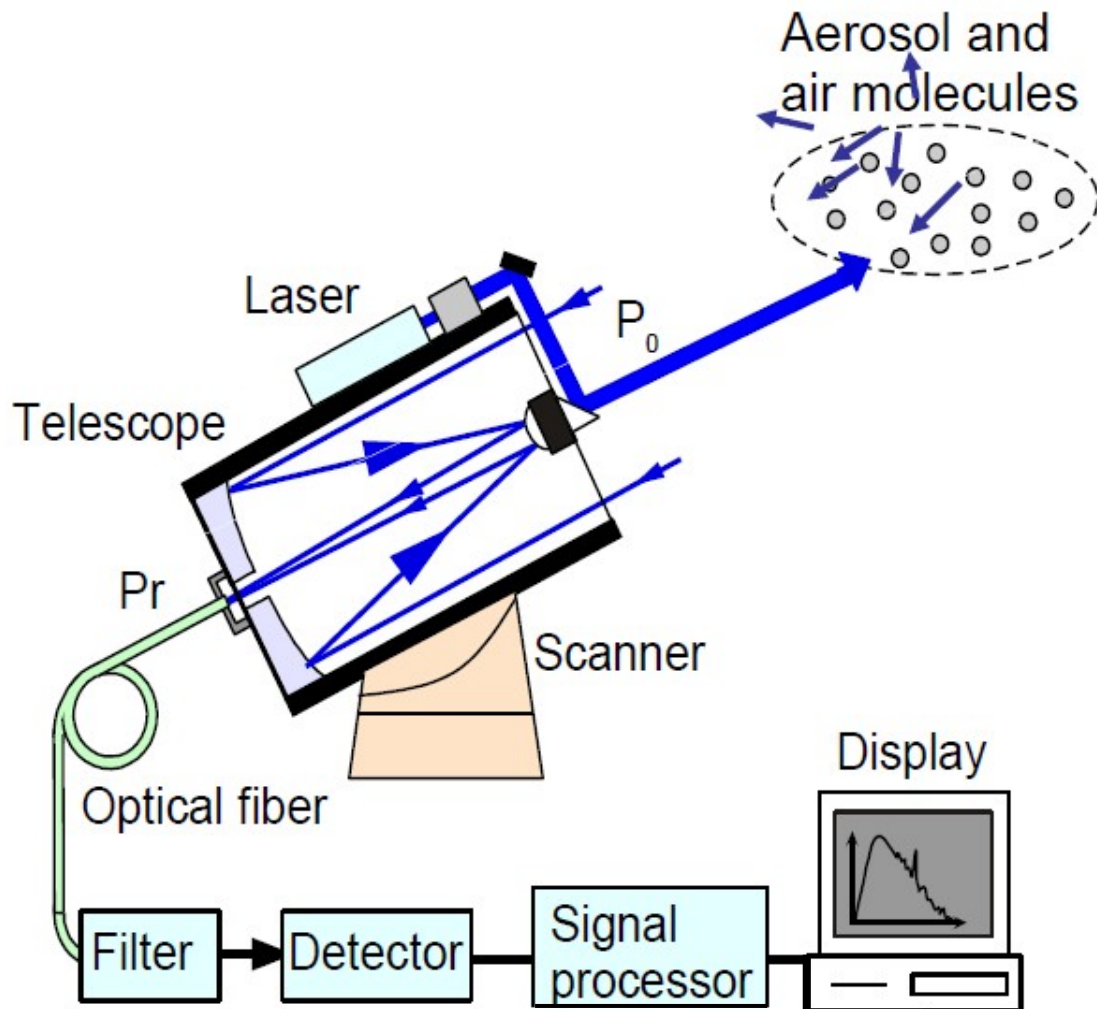 Aerosol and
air molecules
Laser
P0
Telescope
Pr
Scanner
Optical fiber
Display
Filter
Detector
Signal
processor